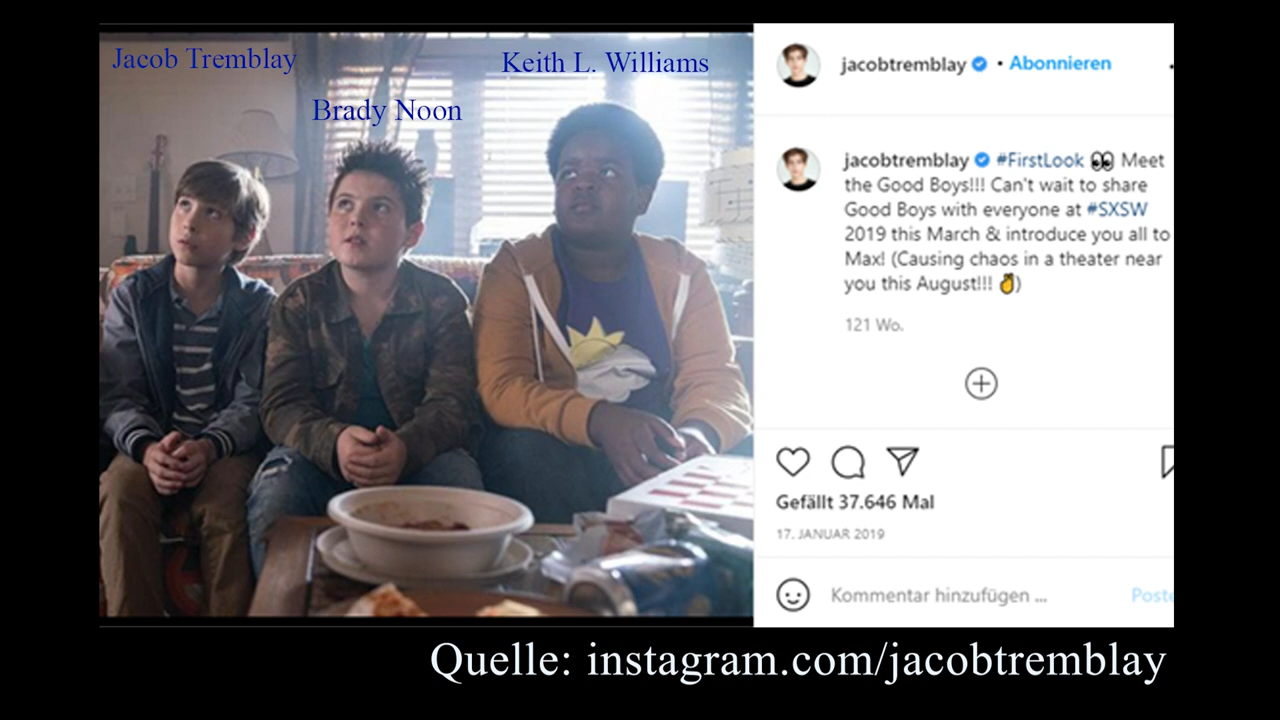 Jacob Tremblay
Keith L. Williams
Brady Noon
jacobtremblay • Abonnieren
jacobtremblay #FirstLook 👀 Meet
the Good Boys!!! Can't wait to share
Good Boys with everyone at #SXSW
2019 this March & introduce you all to
Max! (Causing chaos in a theater near
you this August!!! )
121 Wo.
Gefällt 37.646 Mal
17. JANUAR 2019
Kommentar hinzufügen ...
Poste
Quelle: instagram.com/jacobtremblay